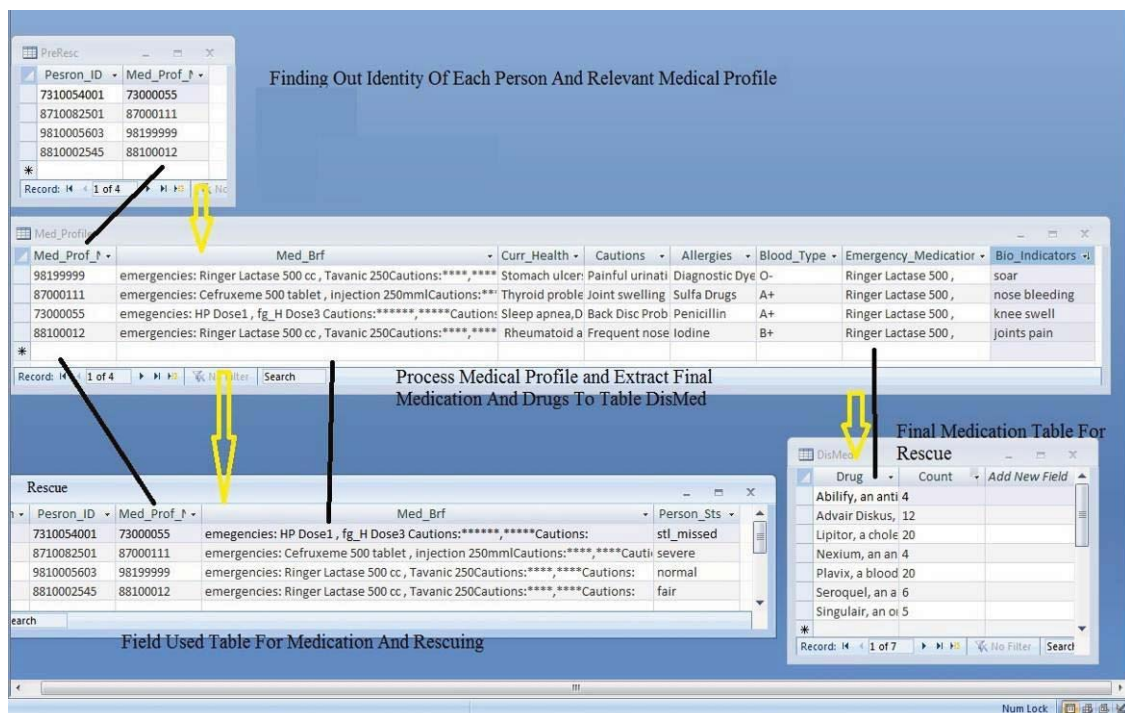 PreResc
Pesron_ID Med_Prof_N
7310054001 73000055
8710082501 87000111
9810005603 98199999
8810002545 88100012
Record: 1 of 4 No
Finding Out Identity Of Each Person And Relevant Medical Profile
Med_Profile
Med_Prof_N Med_Brf Curr_Health Cautions Allergies Blood_Type Emergency_Medication Bio_Indicators
98199999 emergencies: Ringer Lactase 500 cc , Tavanic 250Cautions:****,**** Stomach ulcer: Painful urinati Diagnostic Dye O- Ringer Lactase 500 , soar
87000111 emergencies: Cefruxeme 500 tablet , injection 250mmlCautions:** Thyroid proble Joint swelling Sulfa Drugs A+ Ringer Lactase 500 , nose bleeding
73000055 emegencies: HP Dose1 , fg_H Dose3 Cautions:******,*****Caution: Sleep apnea,D Back Disc Prob Penicillin A+ Ringer Lactase 500 , knee swell
88100012 emergencies: Ringer Lactase 500 cc , Tavanic 250Cautions:****,**** Rheumatoid a Frequent nose Iodine B+ Ringer Lactase 500 , joints pain
Record: 1 of 4 No Filter Search
Process Medical Profile and Extract Final
Medication And Drugs To Table DisMed
Final Medication Table For
Rescue
DisMed
Drug Count Add New Field
Abilify, an anti 4
Advair Diskus, 12
Lipitor, a chole 20
Nexium, an an 4
Plavix, a blood 20
Seroquel, an a 6
Singulair, an o 5
Record: 1 of 7 No Filter Search
Rescue
Pesron_ID Med_Prof_N Med_Brf Person_Sts
7310054001 73000055 emegencies: HP Dose1 , fg_H Dose3 Cautions:******,*****Cautions: stl_missed
8710082501 87000111 emergencies: Cefruxeme 500 tablet , injection 250mmlCautions:****,****Cauti severe
9810005603 98199999 emergencies: Ringer Lactase 500 cc , Tavanic 250Cautions:****,****Cautions: normal
8810002545 88100012 emergencies: Ringer Lactase 500 cc , Tavanic 250Cautions:****,****Cautions: fair
earch
Field Used Table For Medication And Rescuing
Num Lock